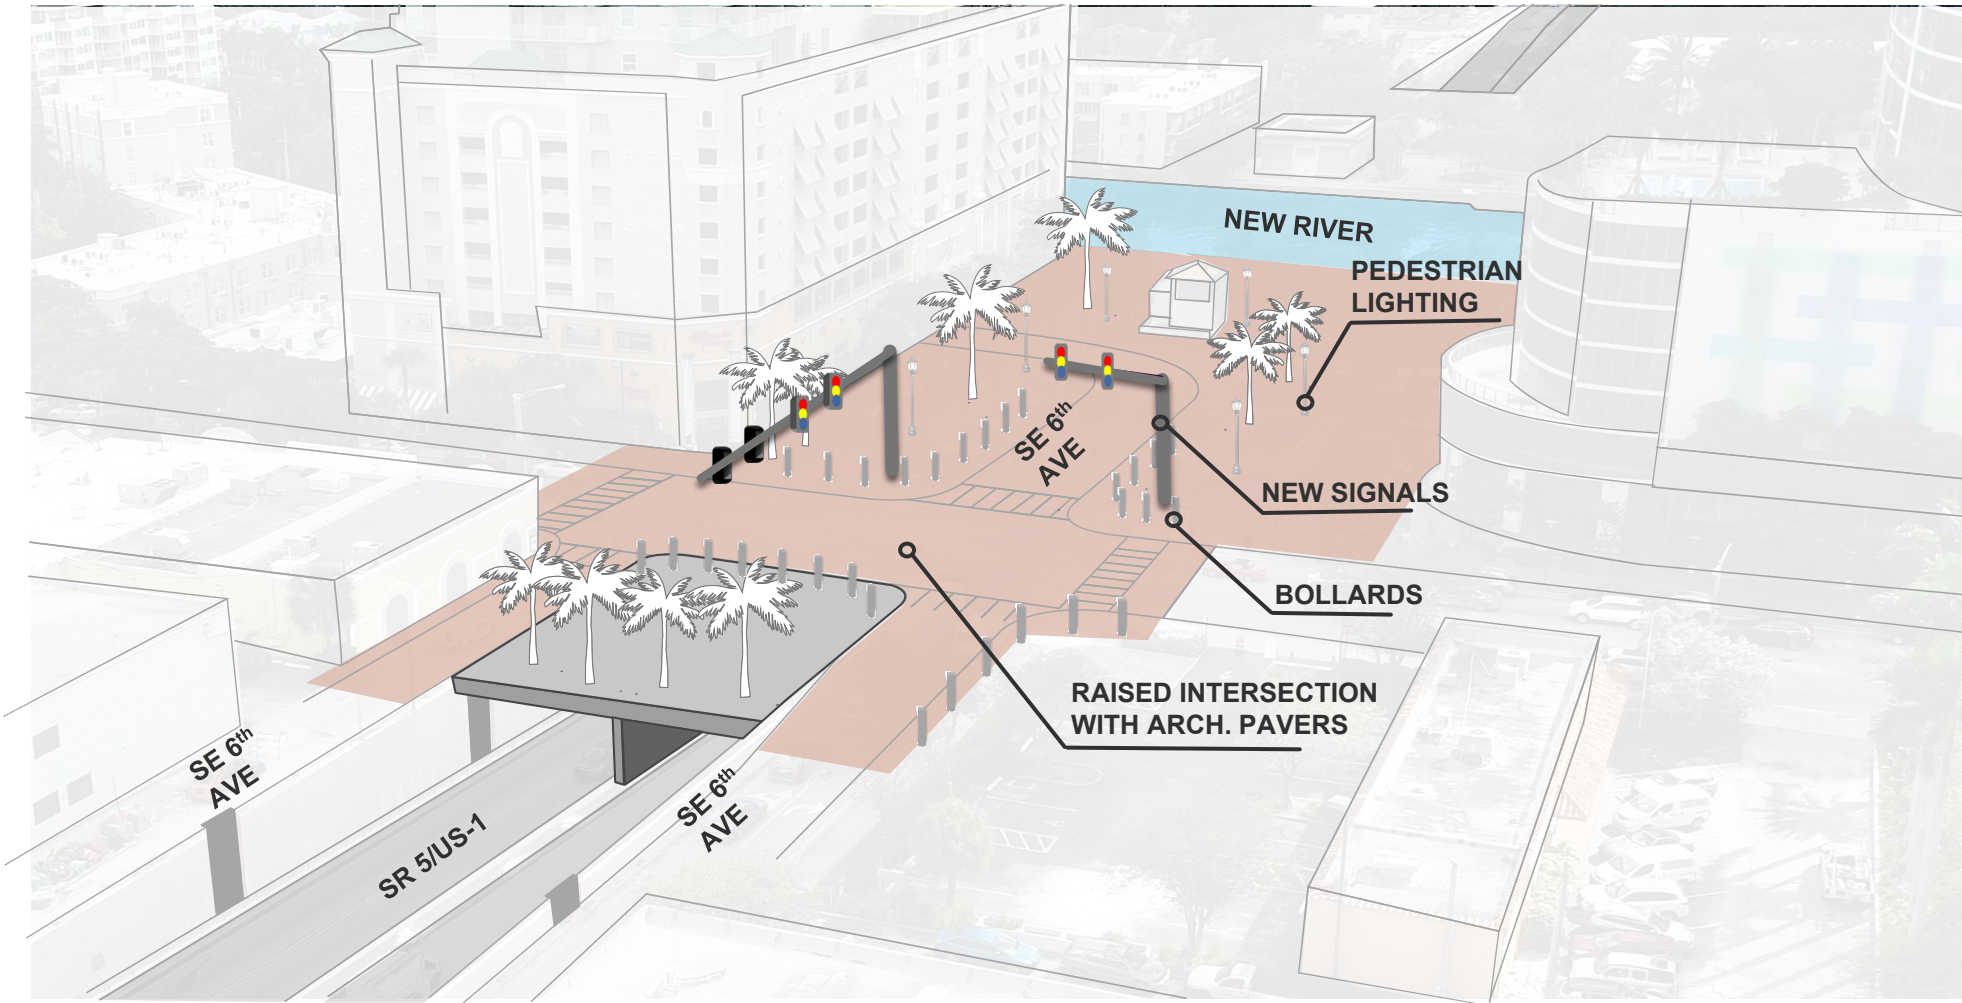 NEW RIVER
PEDESTRIAN
LIGHTING
SE 6th
AVE
NEW SIGNALS
BOLLARDS
RAISED INTERSECTION
WITH ARCH. PAVERS
SE 6th
AVE
SE 6th
AVE
SR 5/US-1